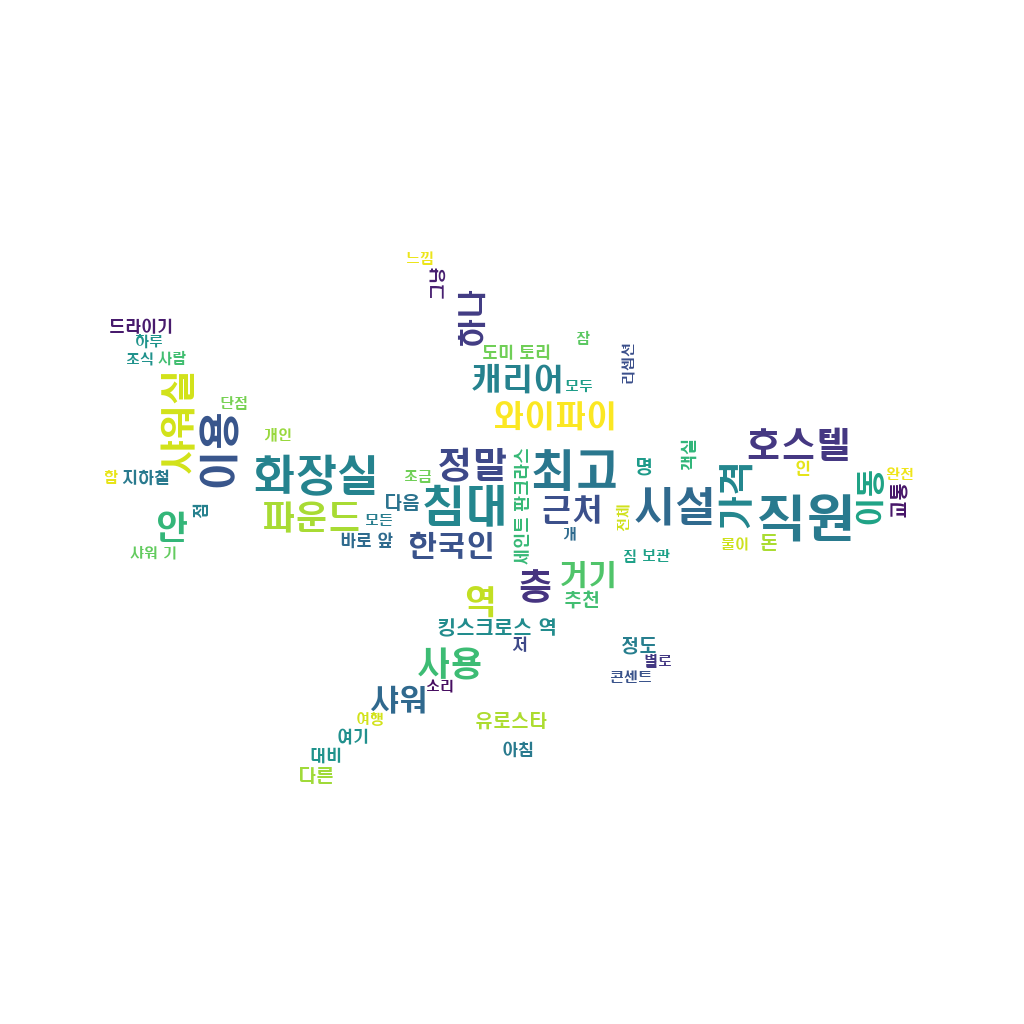 느낌
그냥
하나
드라이기
하루
조식
사람
도미 토리
잠
리셉션
캐리어
모두
샤워실
단점
와이파이
이용
개인
호스텔
함
지하철
화장실
조금
정말
세인트 판크라스
최고
명
객실
인
완전
안
점
파운드
모든
다음
침대
근처
전체
시설
가격
직원
이동
교통
샤워 기
바로 앞
한국인
개
짐 보관
물이
돈
층
거기
추천
역
킹스크로스 역
저
정도
별로
콘센트
사용
소리
샤워
여행
유로스타
여기
아침
대비
다른